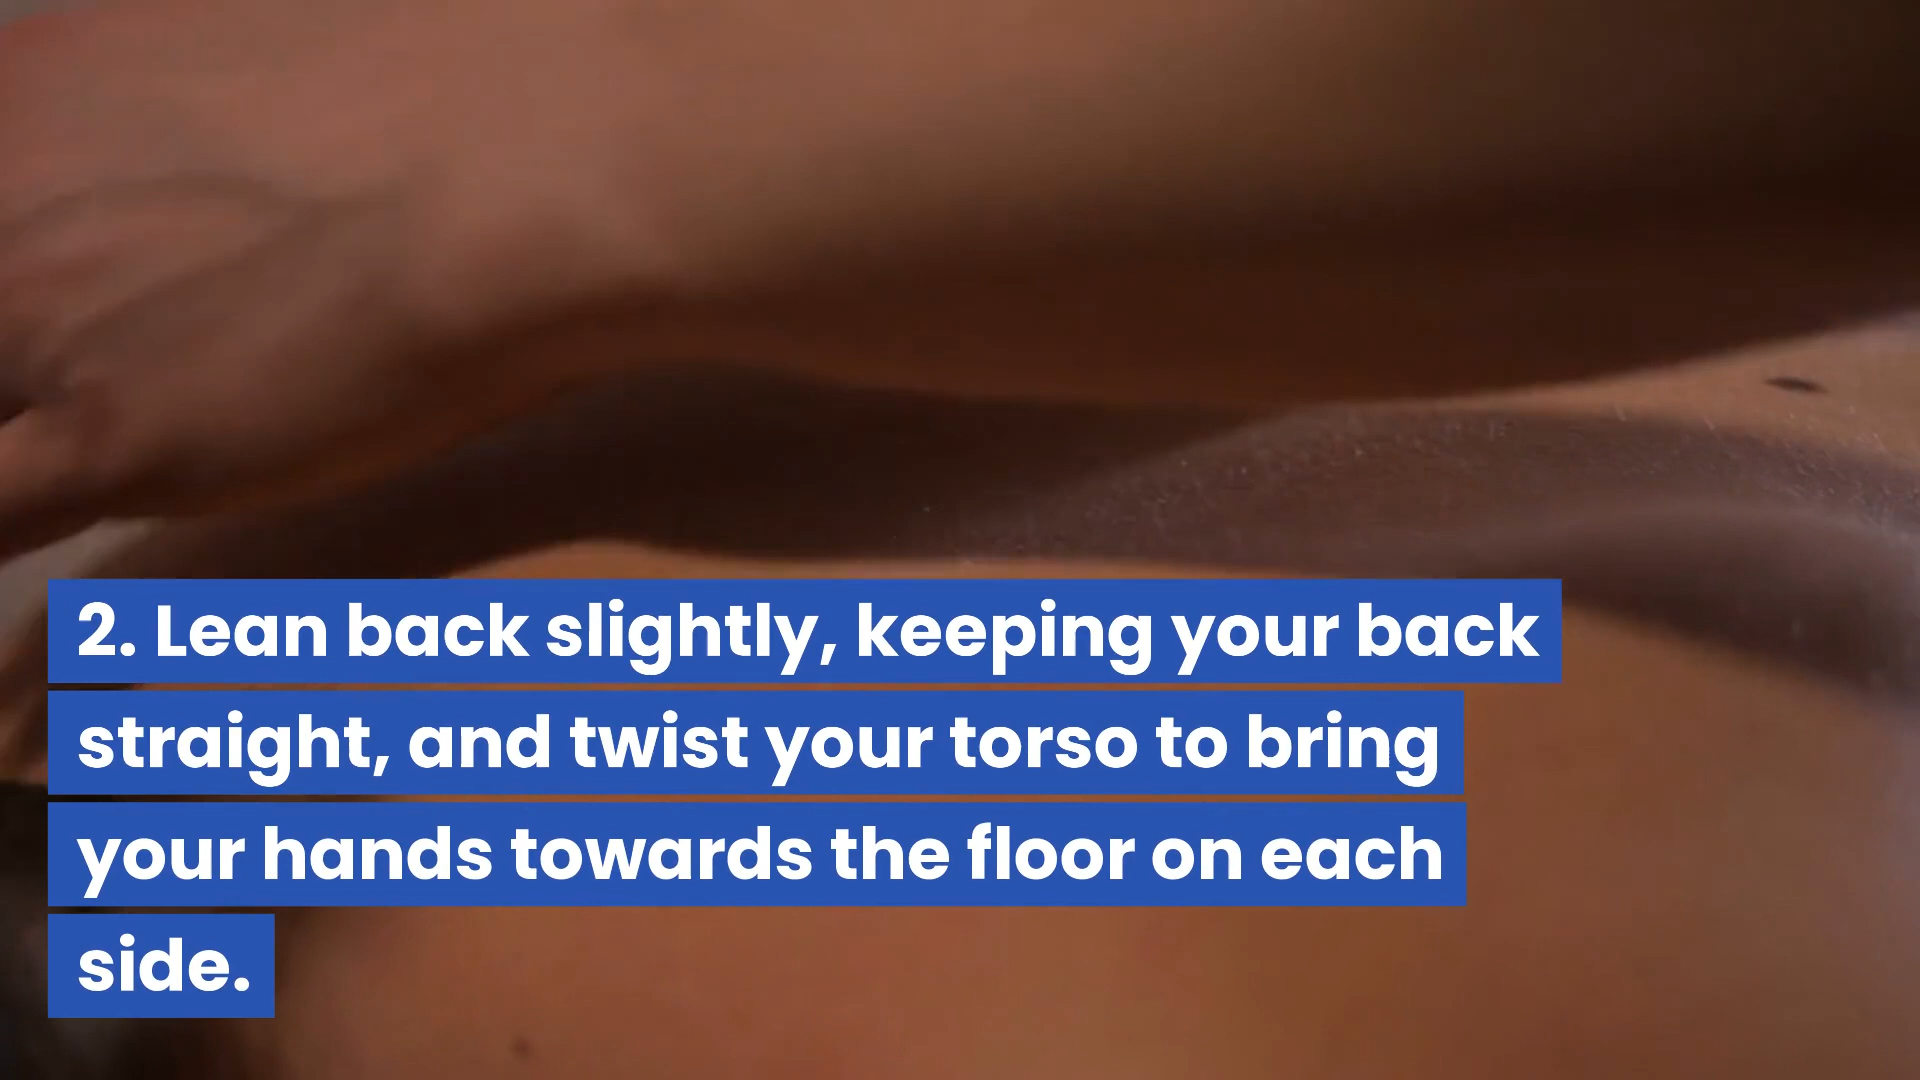 2. Lean back slightly, keeping your back
straight, and twist your torso to bring
your hands towards the floor on each
side.